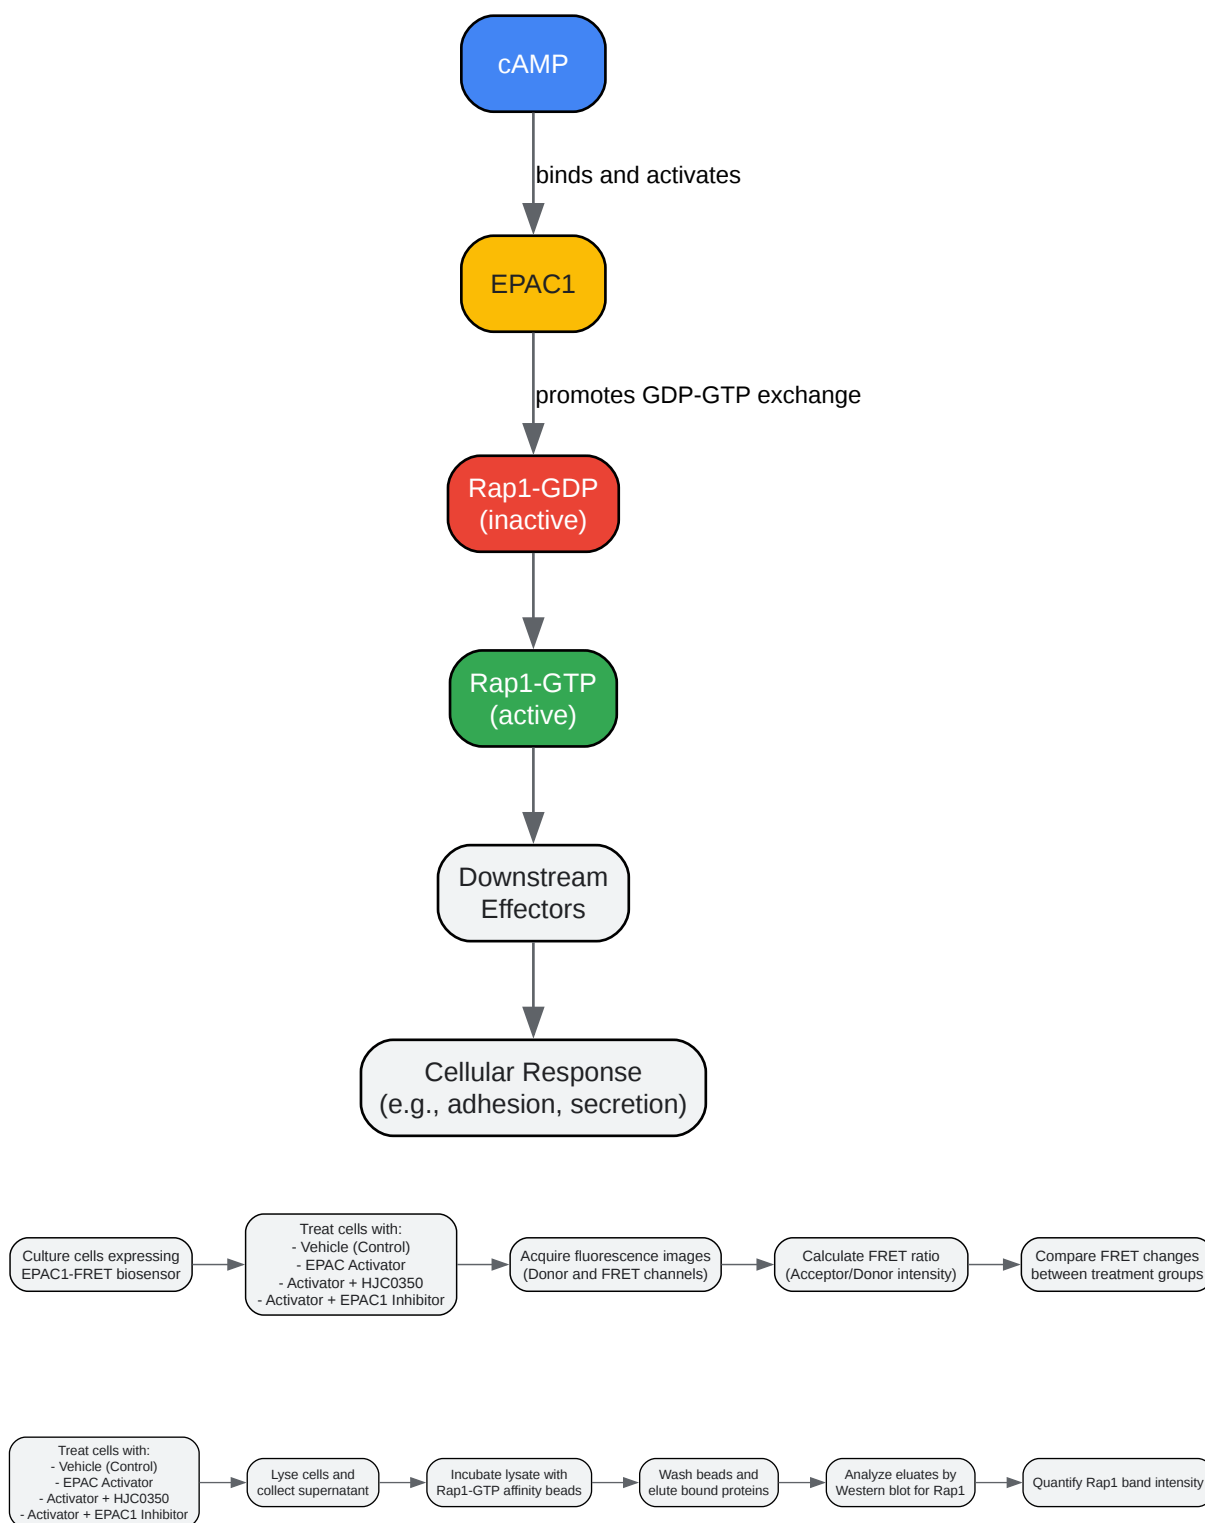 cAMP
binds and activates
EPAC1
promotes GDP-GTP exchange
Rap1-GDP
(inactive)
Rap1-GTP
(active)
Downstream
Effectors
Cellular Response
(e.g., adhesion, secretion)
Culture cells expressing
EPAC1-FRET biosensor
Treat cells with:
- Vehicle (Control)
- EPAC Activator
- Activator + HJC0350
- Activator + EPAC1 Inhibitor
Acquire fluorescence images
(Donor and FRET channels)
Calculate FRET ratio
(Acceptor/Donor intensity)
Compare FRET changes
between treatment groups
Treat cells with:
- Vehicle (Control)
- EPAC Activator
- Activator + HJC0350
- Activator + EPAC1 Inhibitor
Lyse cells and
collect supernatant
Incubate lysate with
Rap1-GTP affinity beads
Wash beads and
elute bound proteins
Analyze eluates by
Western blot for Rap1
Quantify Rap1 band intensity